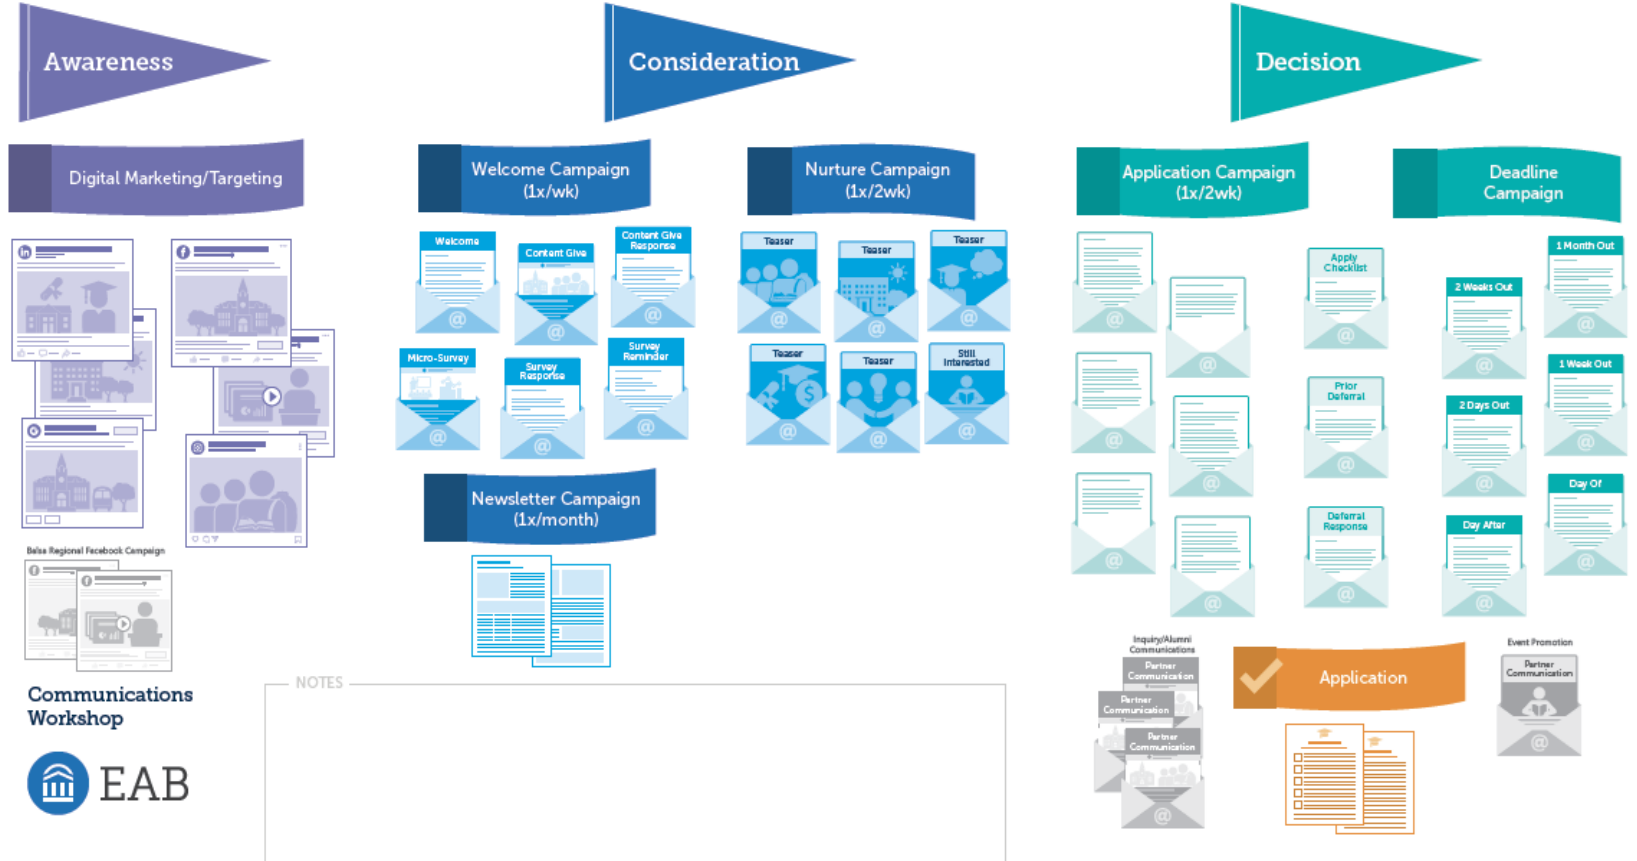 Awareness
Consideration
Decision
Digital Marketing/Targeting
Welcome Campaign
(1x/wk)
Nurture Campaign
(1x/2wk)
Application Campaign
(1x/2wk)
Deadline
Campaign
Welcome
Content Give
Content Give
Response
Micro-Survey
Survey
Response
Survey
Reminder
Teaser
Teaser
Teaser
Teaser
Teaser
Still
Interested
Newsletter Campaign
(1x/month)
Apply
Checklist
Prior
Deferral
Deferral
Response
1 Month Out
2 Weeks Out
1 Week Out
2 Days Out
Day Of
Day After
Balsa Regional Facebook Campaign
Communications
Workshop
EAB
NOTES
Inquiry/Alumni
Communications
Partner
Communication
Partner
Communication
Partner
Communication
Application
Event Promotion
Partner
Communication